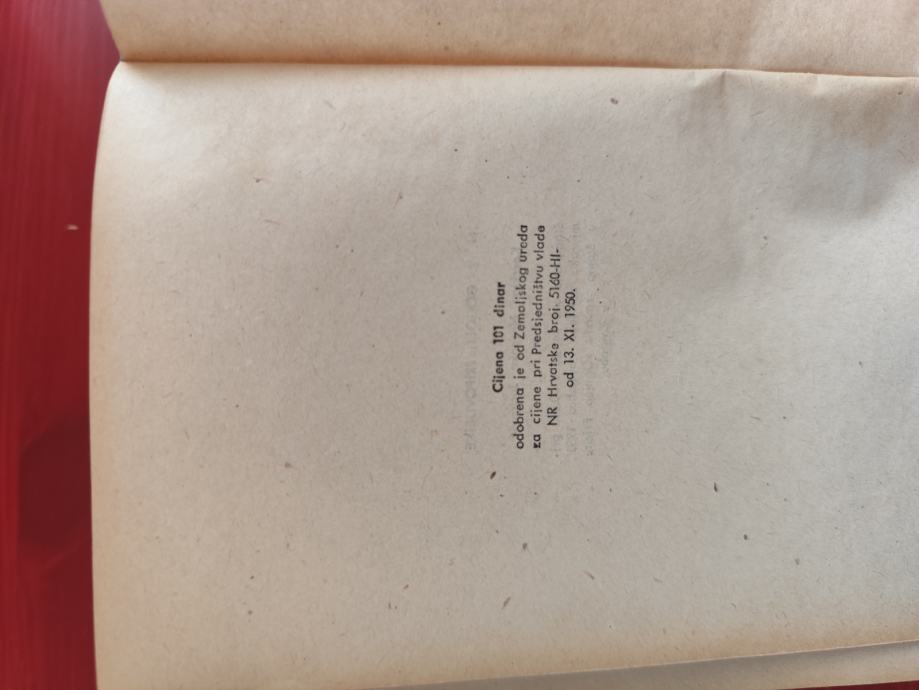 Cijena 101 dinar
odobrena je od Zemaljskog ureda
za cijene pri Predsjedništvu vlade
NR Hrvatske broj. 5160-HI-
od 13. XI. 1950.